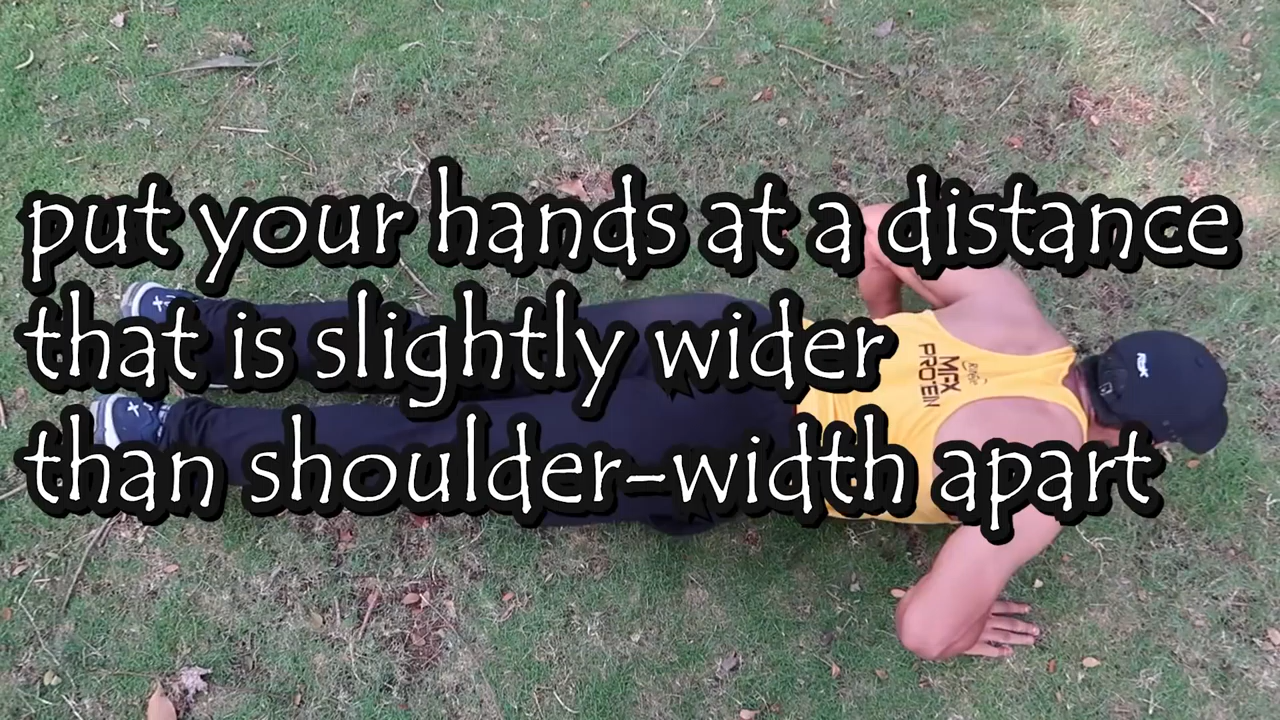 put your hands at a distance
that is slightly wider
than shoulder-width apart
MFX
PROTEIN